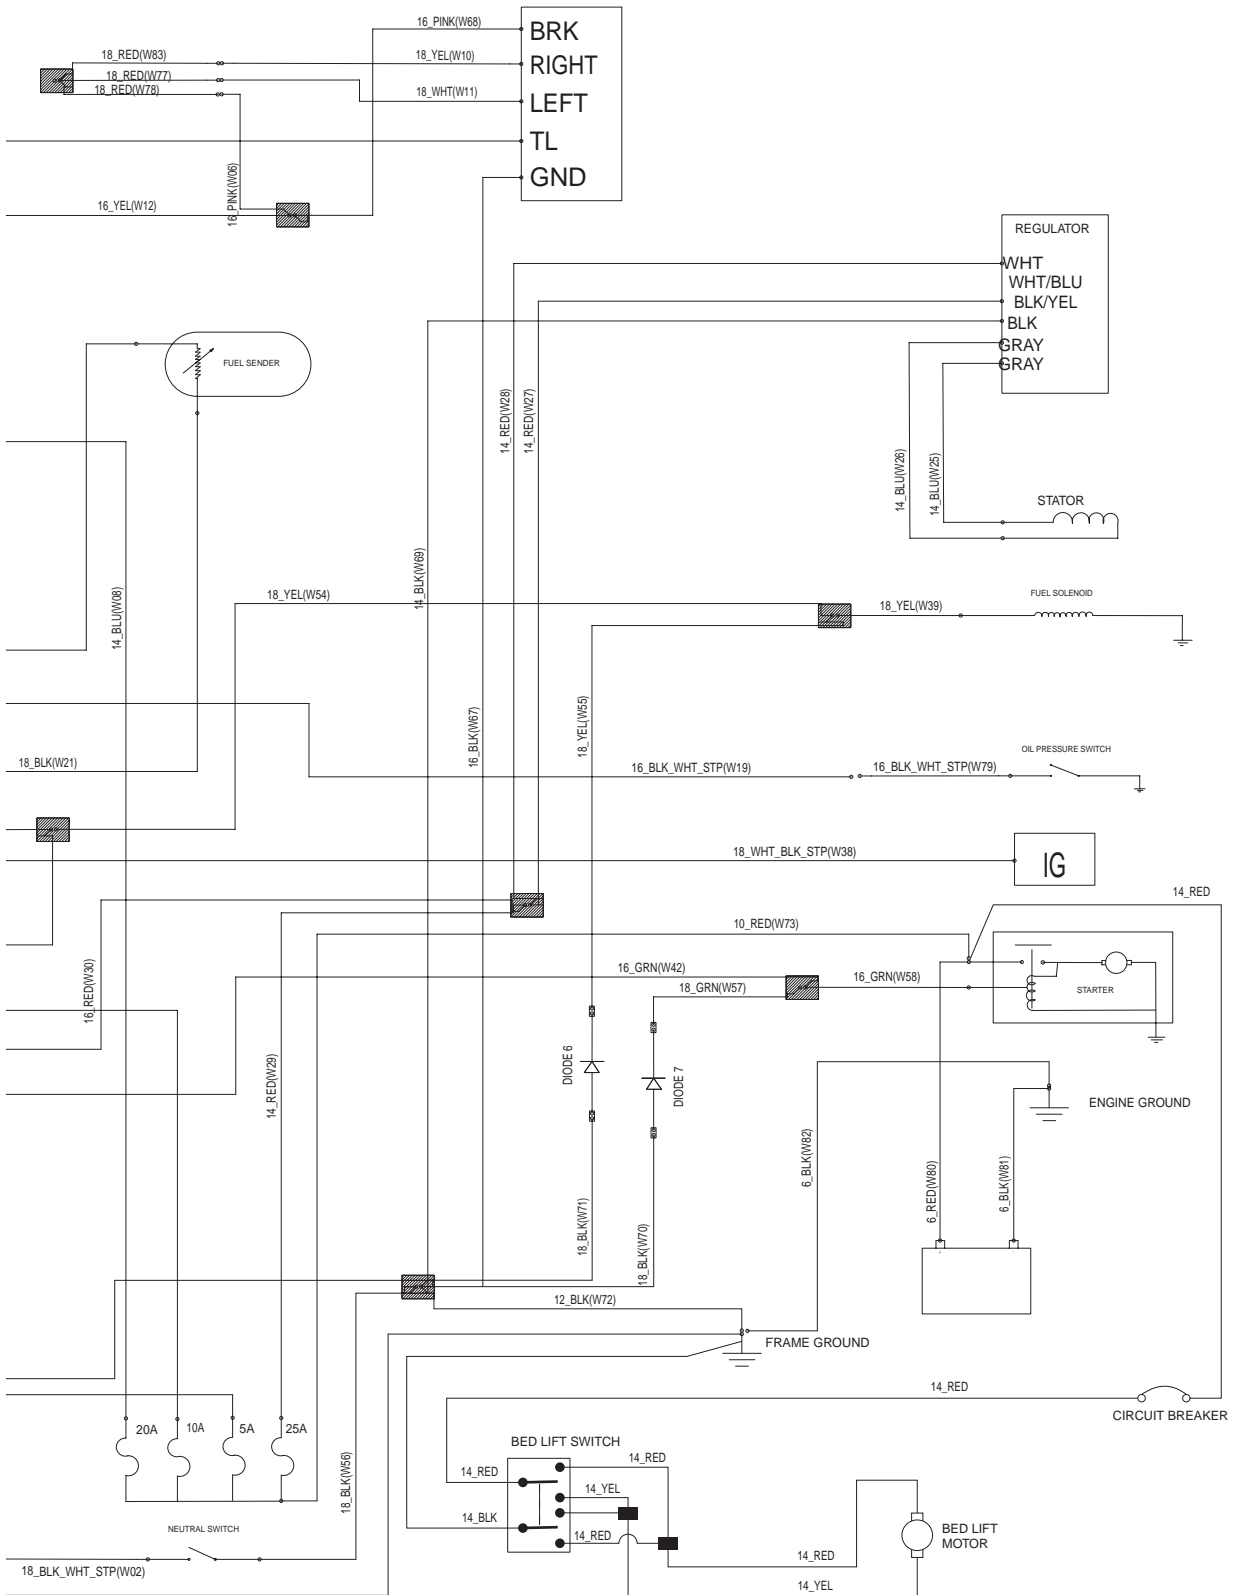 16_PINK(W68)
BRK
18_RED(W83)
18_YEL(W10)
RIGHT
18_RED(W77)
18_RED(W78)
18_WHT(W11)
LEFT
TL
16_PINK(W06)
GND
16_YEL(W12)
REGULATOR
WHT
WHT/BLU
BLK/YEL
BLK
GRAY
GRAY
FUEL SENDER
14_RED(W28)
14_RED(W27)
14_BLU(W26)
14_BLU(W25)
STATOR
14_BLK(W69)
18_YEL(W54)
14_BLU(W08)
18_YEL(W39)
FUEL SOLENOID
16_BLK(W67)
18_YEL(W55)
18_BLK(W21)
16_BLK_WHT_STP(W19)
16_BLK_WHT_STP(W79)
OIL PRESSURE SWITCH
18_WHT_BLK_STP(W38)
IG
14_RED
10_RED(W73)
16_RED(W30)
16_GRN(W42)
18_GRN(W57)
16_GRN(W58)
STARTER
14_RED(W29)
DIODE 6
DIODE 7
ENGINE GROUND
6_BLK(W82)
6_RED(W80)
6_BLK(W81)
18_BLK(W71)
18_BLK(W70)
12_BLK(W72)
FRAME GROUND
14_RED
CIRCUIT BREAKER
20A
10A
5A
25A
18_BLK(W56)
BED LIFT SWITCH
14_RED
14_RED
14_YEL
14_BLK
14_RED
NEUTRAL SWITCH
BED LIFT
MOTOR
14_RED
18_BLK_WHT_STP(W02)
14_YEL